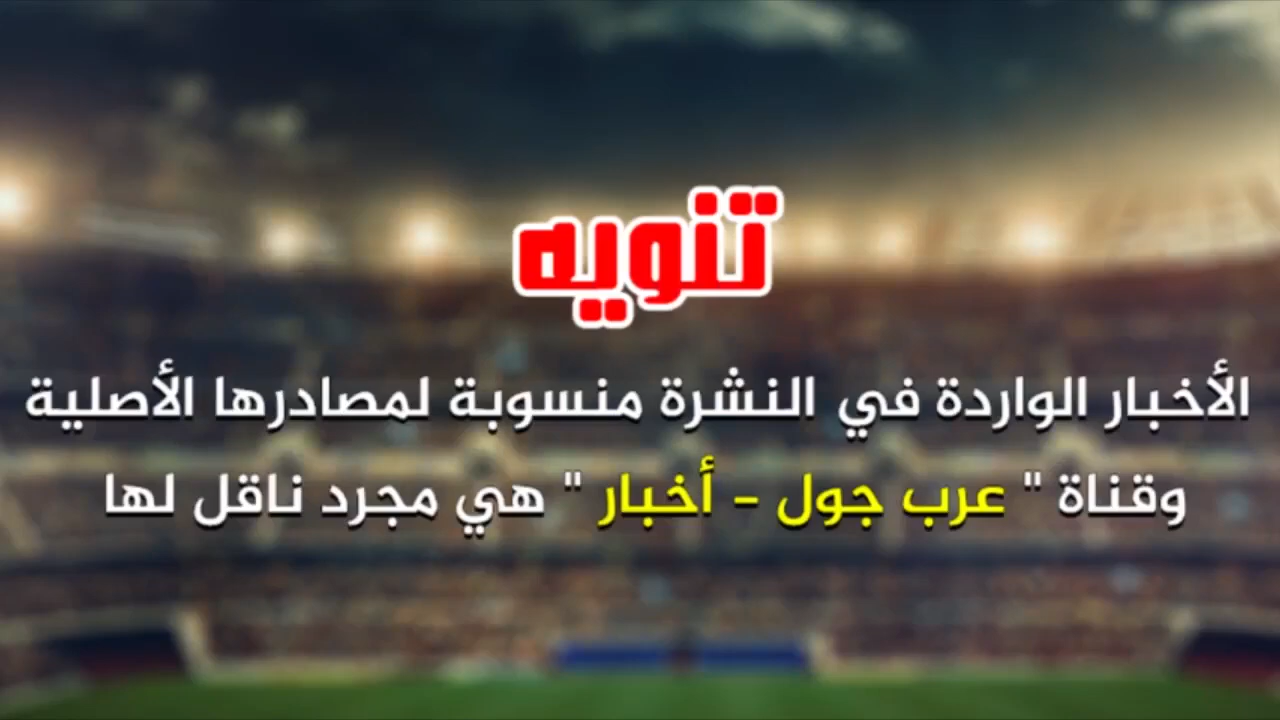 تنويه
الأخبار الواردة في النشرة منسوبة لمصادرها الأصلية
وقناة " عرب جول - أخبار " هي مجرد ناقل لها